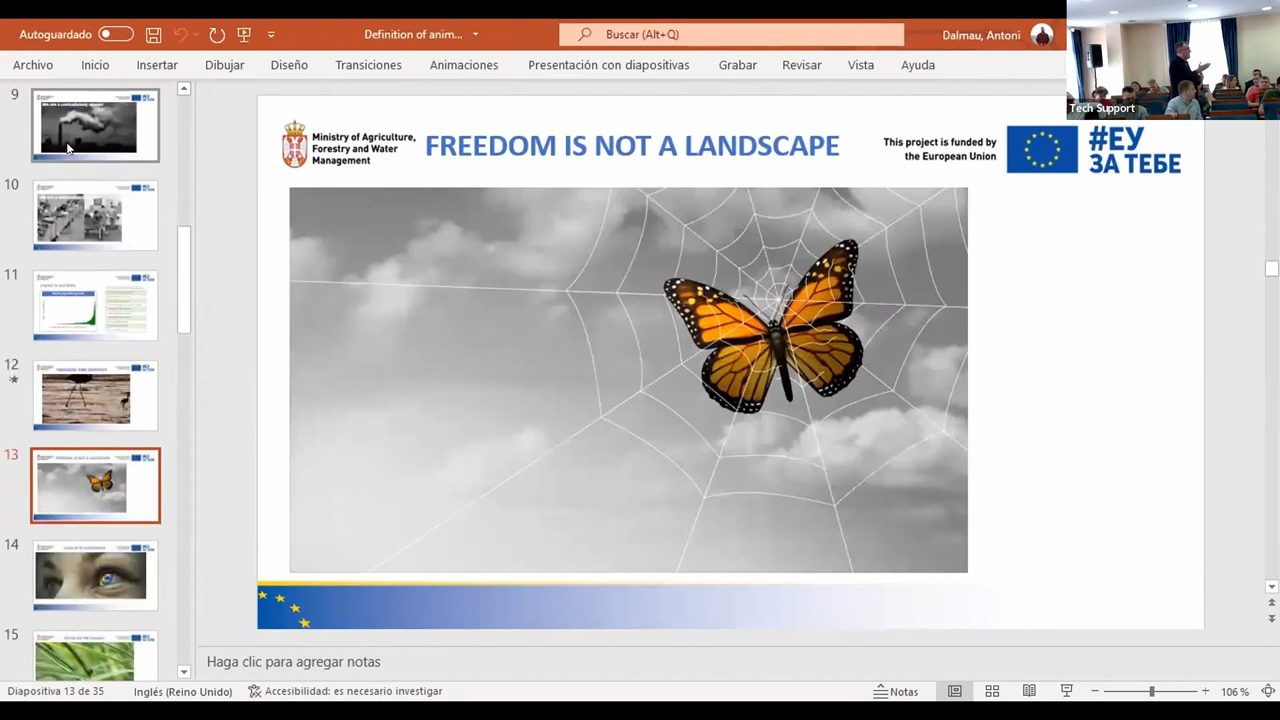 Autoguardado
Definition of anim...
Buscar (Alt+Q)
Dalmau, Antoni
Archivo
Inicio
Insertar
Dibujar
Diseño
Transiciones
Animaciones
Presentación con diapositivas
Grabar
Revisar
Vista
Ayuda
Tech Support
9
10
11
12
13
14
15
Ministry of Agriculture,
Forestry and Water
Management
FREEDOM IS NOT A LANDSCAPE
This project is funded by
the European Union
#ЕУ
ЗА ТЕБЕ
Haga clic para agregar notas
Diapositiva 13 de 35
Inglés (Reino Unido)
Accesibilidad: es necesario investigar
Notas
106 %